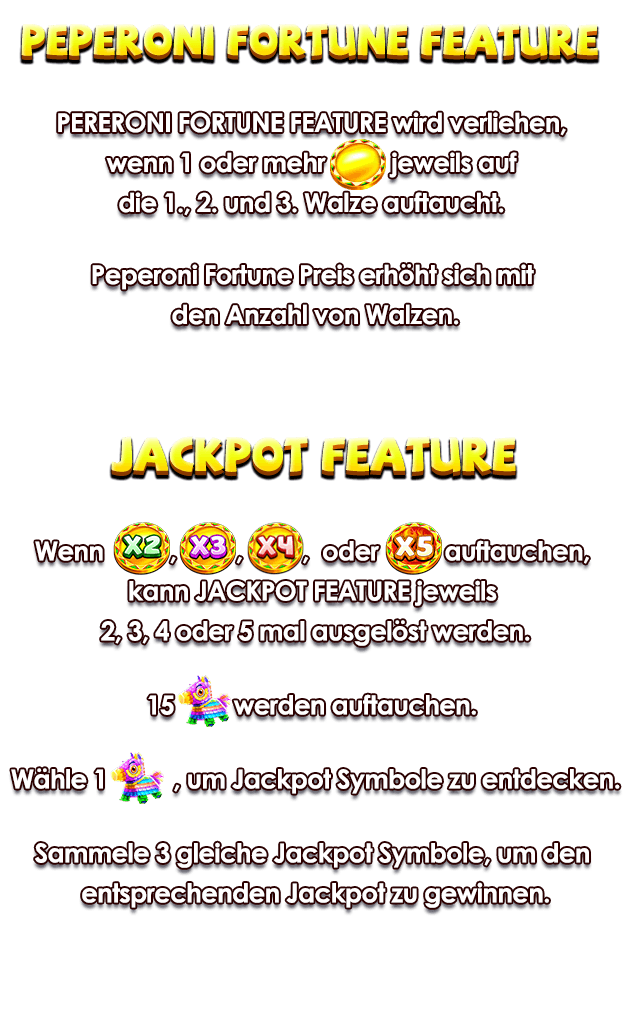 PEPERONI FORTUNE FEATURE
PERERONI FORTUNE FEATURE wird verliehen,
wenn 1 oder mehr jeweils auf
die 1., 2. und 3. Walze auftaucht.
Peperoni Fortune Preis erhöht sich mit
den Anzahl von Walzen.
JACKPOT FEATURE
Wenn X2, X3, X4, oder X5 auftauchen,
kann JACKPOT FEATURE jeweils
2, 3, 4 oder 5 mal ausgelöst werden.
15 werden auftauchen.
Wähle 1 , um Jackpot Symbole zu entdecken.
Sammele 3 gleiche Jackpot Symbole, um den
entsprechenden Jackpot zu gewinnen.